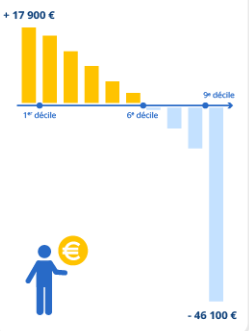 + 17 900 €
9ᵉ décile
1ᵉʳ décile
6ᵉ décile
€
- 46 100 €